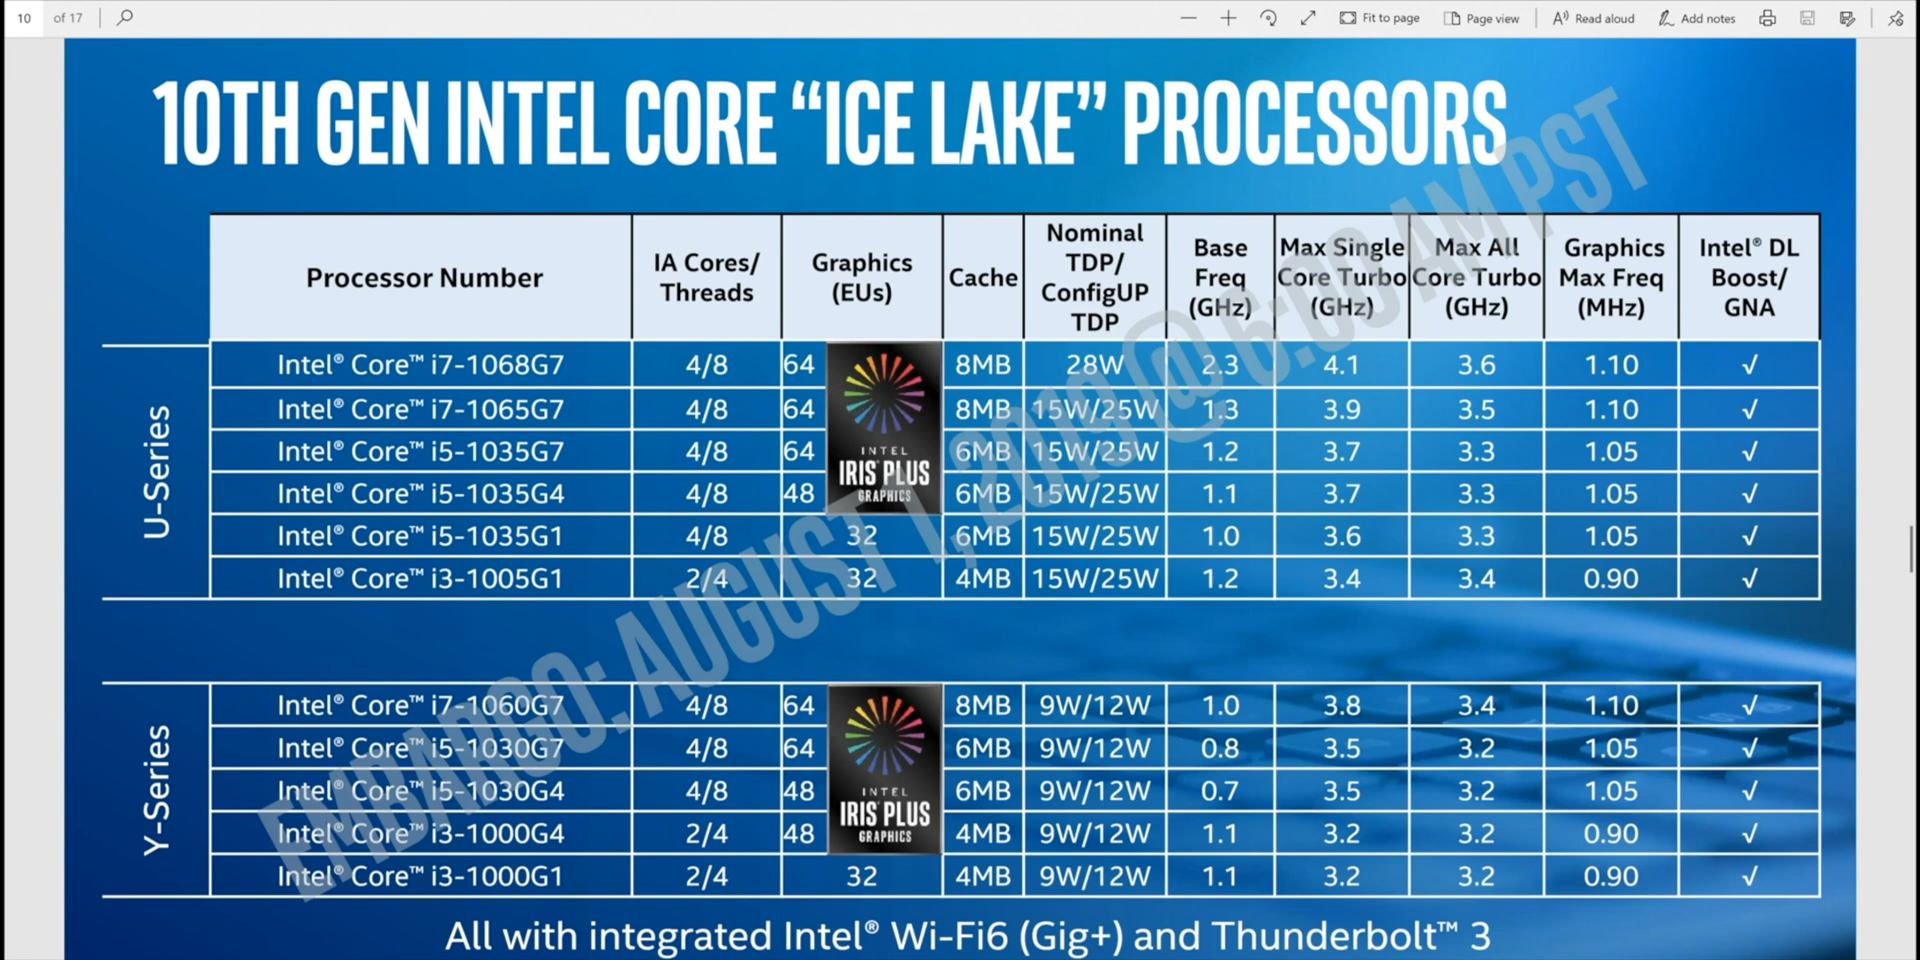 10 of 17 Fit to page Page view Read aloud Add notes
10TH GEN INTEL CORE “ICE LAKE” PROCESSORS
Processor Number IA Cores/ Threads Graphics (EUs) Cache Nominal TDP/ ConfigUP TDP Base Freq (GHz) Max Single Core Turbo (GHz) Max All Core Turbo (GHz) Graphics Max Freq (MHz) Intel® DL Boost/ GNA
U-Series
Intel® Core™ i7-1068G7 4/8 64 8MB 28W 2.3 4.1 3.6 1.10 √
Intel® Core™ i7-1065G7 4/8 64 8MB 15W/25W 1.3 3.9 3.5 1.10 √
Intel® Core™ i5-1035G7 4/8 64 6MB 15W/25W 1.2 3.7 3.3 1.05 √
Intel® Core™ i5-1035G4 4/8 48 6MB 15W/25W 1.1 3.7 3.3 1.05 √
Intel® Core™ i5-1035G1 4/8 32 6MB 15W/25W 1.0 3.6 3.3 1.05 √
Intel® Core™ i3-1005G1 2/4 32 4MB 15W/25W 1.2 3.4 3.4 0.90 √
INTEL
IRIS PLUS
GRAPHICS
Y-Series
Intel® Core™ i7-1060G7 4/8 64 8MB 9W/12W 1.0 3.8 3.4 1.10 √
Intel® Core™ i5-1030G7 4/8 64 6MB 9W/12W 0.8 3.5 3.2 1.05 √
Intel® Core™ i5-1030G4 4/8 48 6MB 9W/12W 0.7 3.5 3.2 1.05 √
Intel® Core™ i3-1000G4 2/4 48 4MB 9W/12W 1.1 3.2 3.2 0.90 √
Intel® Core™ i3-1000G1 2/4 32 4MB 9W/12W 1.1 3.2 3.2 0.90 √
INTEL
IRIS PLUS
GRAPHICS
All with integrated Intel® Wi-Fi6 (Gig+) and Thunderbolt™ 3
EMBARGO: AUGUST 1, 2019 @ 6:00 AM PST